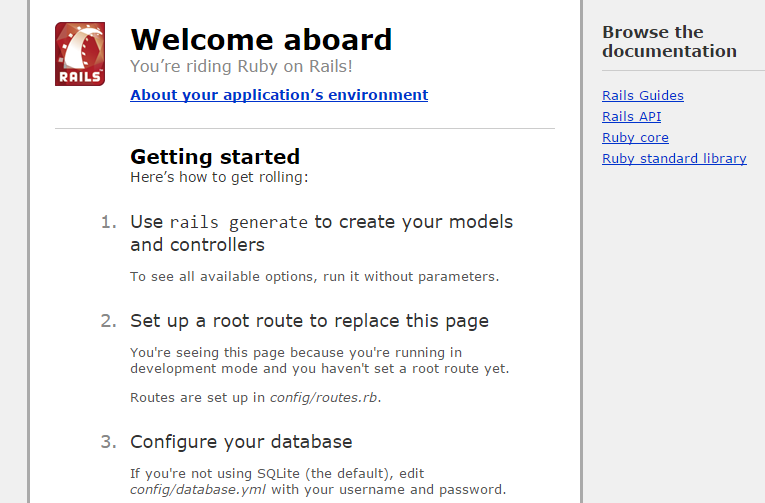 RAILS
Welcome aboard
You’re riding Ruby on Rails!
About your application’s environment
Getting started
Here’s how to get rolling:
1. Use rails generate to create your models
and controllers
To see all available options, run it without parameters.
2. Set up a root route to replace this page
You're seeing this page because you're running in
development mode and you haven't set a root route yet.
Routes are set up in config/routes.rb.
3. Configure your database
If you're not using SQLite (the default), edit
config/database.yml with your username and password.
Browse the
documentation
Rails Guides
Rails API
Ruby core
Ruby standard library